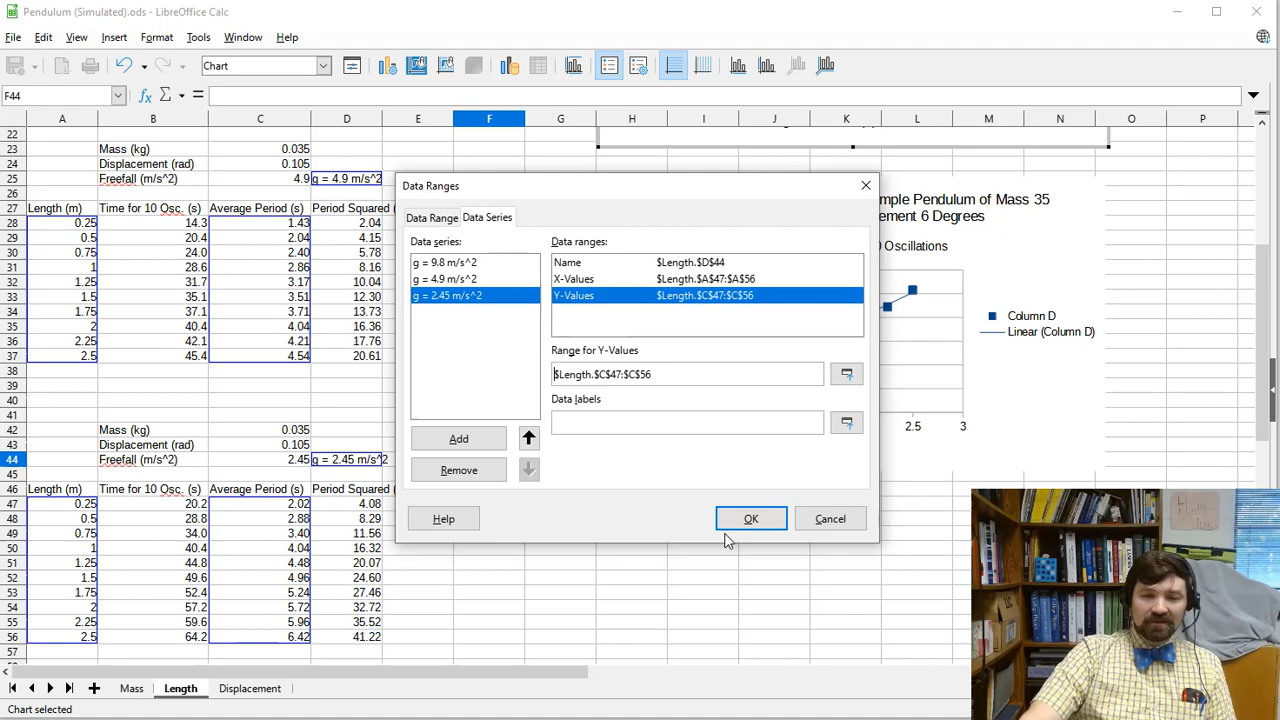 Pendulum (Simulated).ods - LibreOffice Calc
File Edit View Insert Format Tools Window Help
Chart
F44
A B C D E F G H I J K L M N O P
22
23 Mass (kg) 0.035
24 Displacement (rad) 0.105
25 Freefall (m/s^2) 4.9 g = 4.9 m/s^2
26
27 Length (m) Time for 10 Osc. (s) Average Period (s) Period Squared (
28 0.25 14.3 1.43 2.04
29 0.5 20.4 2.04 4.15
30 0.75 24.0 2.40 5.78
31 1 28.6 2.86 8.16
32 1.25 31.7 3.17 10.04
33 1.5 35.1 3.51 12.30
34 1.75 37.1 3.71 13.73
35 2 40.4 4.04 16.36
36 2.25 42.1 4.21 17.76
37 2.5 45.4 4.54 20.61
38
39
40
41
42 Mass (kg) 0.035
43 Displacement (rad) 0.105
44 Freefall (m/s^2) 2.45 g = 2.45 m/s^2
45
46 Length (m) Time for 10 Osc. (s) Average Period (s) Period Squared (
47 0.25 20.2 2.02 4.08
48 0.5 28.8 2.88 8.29
49 0.75 34.0 3.40 11.56
50 1 40.4 4.04 16.32
51 1.25 44.8 4.48 20.07
52 1.5 49.6 4.96 24.60
53 1.75 52.4 5.24 27.46
54 2 57.2 5.72 32.72
55 2.25 59.6 5.96 35.52
56 2.5 64.2 6.42 41.22
57
Data Ranges
Data Range Data Series
Data series:
g = 9.8 m/s^2
g = 4.9 m/s^2
g = 2.45 m/s^2
Add
Remove
Data ranges:
Name $Length.$D$44
X-Values $Length.$A$47:$A$56
Y-Values $Length.$C$47:$C$56
Range for Y-Values
$Length.$C$47:$C$56
Data labels
Help OK Cancel
mple Pendulum of Mass 35
ement 6 Degrees
0 Oscillations
Column D
Linear (Column D)
2.5 3
Mass Length Displacement
Chart selected